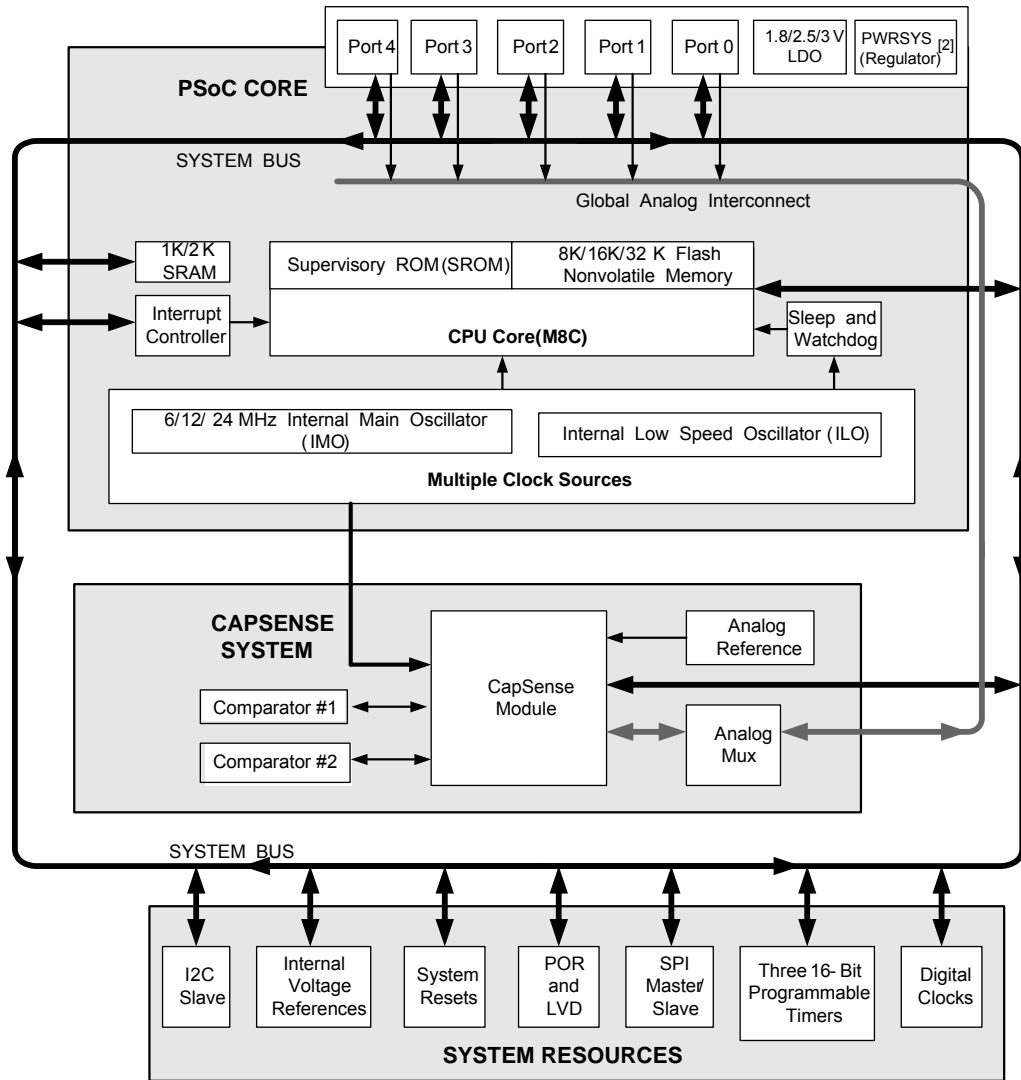 Port 4
Port 3
Port 2
Port 1
Port 0
1.8/2.5/3 V
LDO
PWRSYS [2]
(Regulator)
PSoC CORE
SYSTEM BUS
Global Analog Interconnect
1K/2 K
SRAM
Supervisory ROM (SROM)
8K/16K/32 K Flash
Nonvolatile Memory
Interrupt
Controller
CPU Core(M8C)
Sleep and
Watchdog
6/12/ 24 MHz Internal Main Oscillator
(IMO)
Internal Low Speed Oscillator (ILO)
Multiple Clock Sources
CAPSENSE
SYSTEM
CapSense
Module
Analog
Reference
Comparator #1
Comparator #2
Analog
Mux
SYSTEM BUS
I2C
Slave
Internal
Voltage
References
System
Resets
POR
and
LVD
SPI
Master/
Slave
Three 16- Bit
Programmable
Timers
Digital
Clocks
SYSTEM RESOURCES